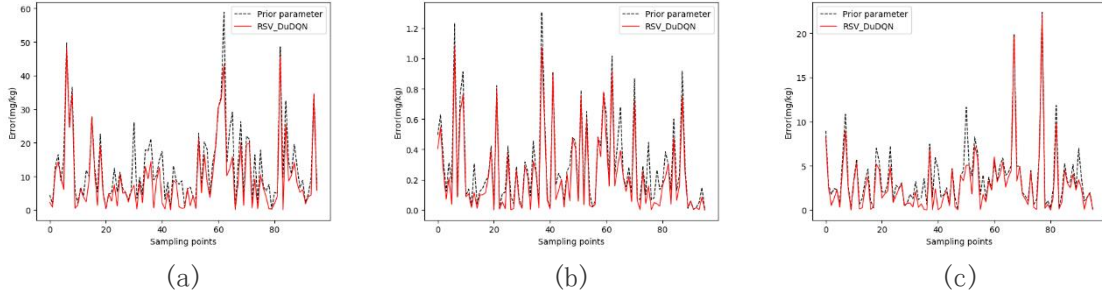 60
50
40
30
20
10
0
Error(mg/kg)
0 20 40 60 80
Sampling points
Prior parameter
RSV_DuDQN
(a)
1.2
1.0
0.8
0.6
0.4
0.2
0.0
Error(mg/kg)
0 20 40 60 80
Sampling points
Prior parameter
RSV_DuDQN
(b)
20
15
10
5
0
Error(mg/kg)
0 20 40 60 80
Sampling points
Prior parameter
RSV_DuDQN
(c)